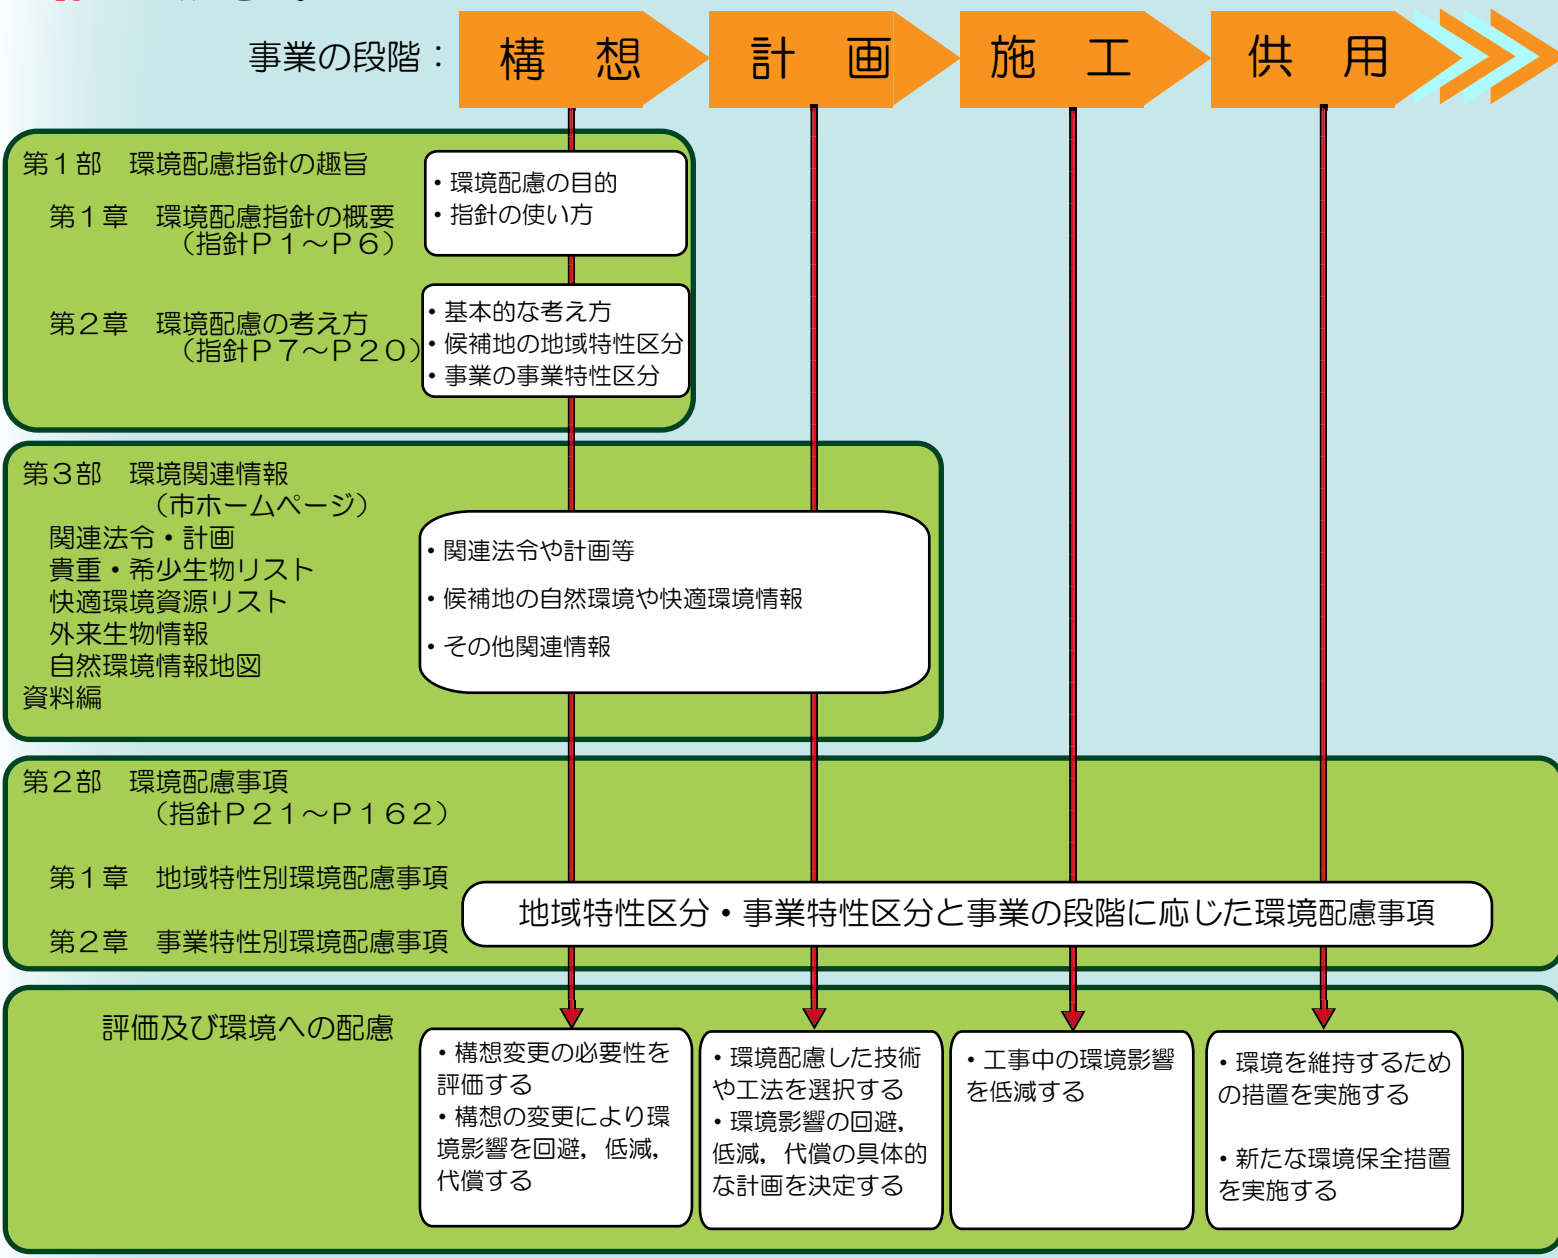 事業の段階：
構　想
計　画
施　工
供　用
第１部　環境配慮指針の趣旨
第１章　環境配慮指針の概要
（指針Ｐ１～Ｐ６）
・環境配慮の目的
・指針の使い方
第２章　環境配慮の考え方
（指針Ｐ７～Ｐ２０）
・基本的な考え方
・候補地の地域特性区分
・事業の事業特性区分
第３部　環境関連情報
（市ホームページ）
関連法令・計画
貴重・希少生物リスト
快適環境資源リスト
外来生物情報
自然環境情報地図
資料編
・関連法令や計画等
・候補地の自然環境や快適環境情報
・その他関連情報
第２部　環境配慮事項
（指針Ｐ２１～Ｐ１６２）
第１章　地域特性別環境配慮事項
第２章　事業特性別環境配慮事項
地域特性区分・事業特性区分と事業の段階に応じた環境配慮事項
評価及び環境への配慮
・構想変更の必要性を
評価する
・構想の変更により環
境影響を回避，低減，
代償する
・環境配慮した技術
や工法を選択する
・環境影響の回避，
低減，代償の具体的
な計画を決定する
・工事中の環境影響
を低減する
・環境を維持するため
の措置を実施する
・新たな環境保全措置
を実施する